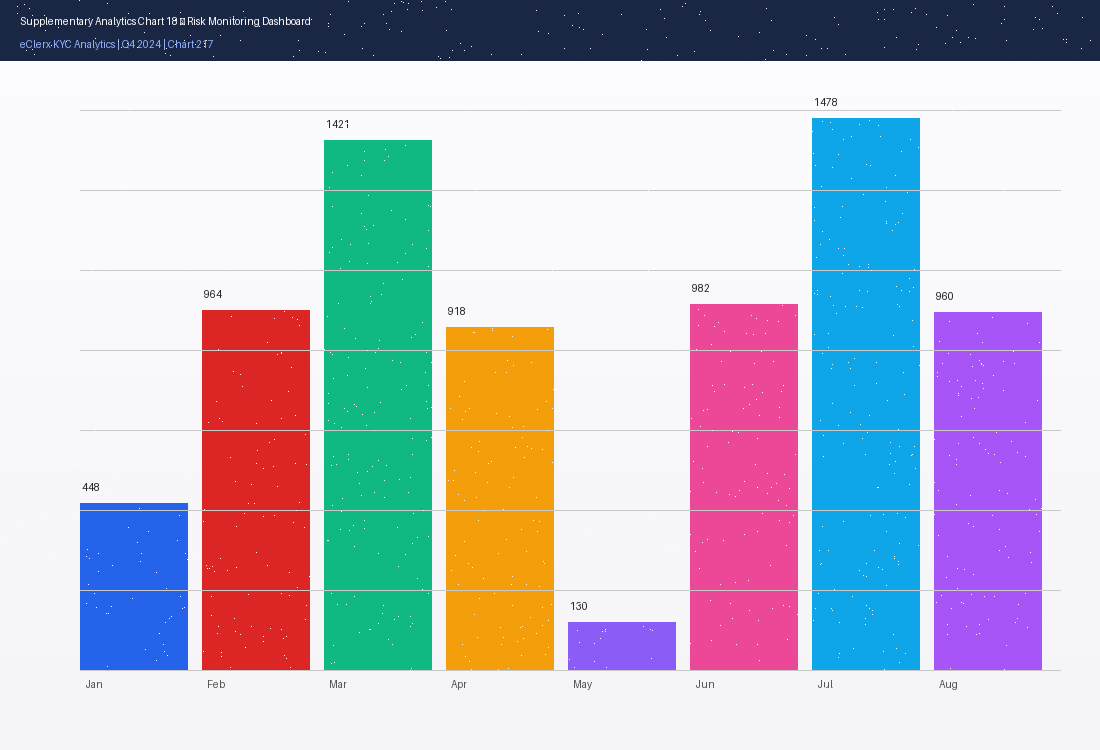 Supplementary Analytics Chart 18 Risk Monitoring Dashboard
eClerx KYC Analytics | Q4 2024 | Chart 217
1478
1421
982
964
960
918
448
130
Jan Feb Mar Apr May Jun Jul Aug